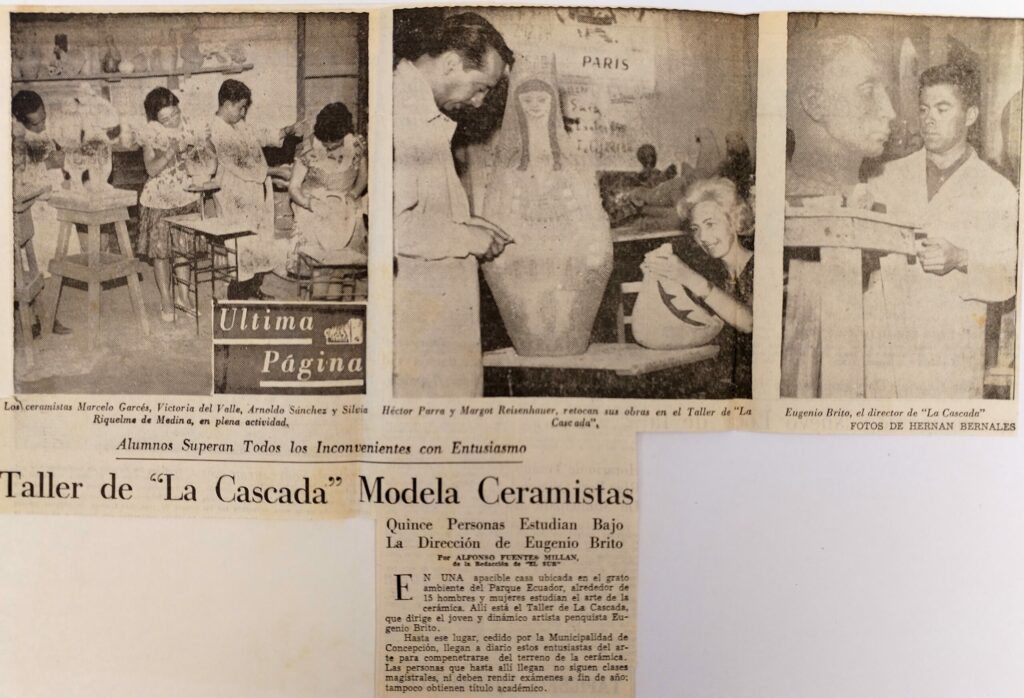 PARIS
Ultima
Página
Los ceramistas Marcelo Garcés, Victoria del Valle, Arnoldo Sánchez y Silvia
Riquelme de Medina, en plena actividad,
Héctor Parra y Margot Reisenhauer, retocan sus obras en el Taller de "La
Cascada",
Eugenio Brito, el director de "La Cascada"
FOTOS DE HERNAN BERNALES
Alumnos Superan Todos los Inconvenientes con Entusiasmo
Taller de "La Cascada" Modela Ceramistas
Quince Personas Estudian Bajo
La Dirección de Eugenio Brito
Por ALFONSO FUENTES MILLAN,
de la Redacción de "EL SUR"
EN UNA apacible casa ubicada en el grato
ambiente del Parque Ecuador, alrededor de
15 hombres y mujeres estudian el arte de la
cerámica. Allí está el Taller de La Cascada,
que dirige el joven y dinámico artista penquista Eu-
genio Brito.
Hasta ese lugar, cedido por la Municipalidad de
Concepción, llegan a diario estos entusiastas del ar-
te para compenetrarse del terreno de la cerámica.
Las personas que hasta allí llegan no siguen clases
magistrales, ni deben rendir exámenes a fin de año;
tampoco obtienen título académico.